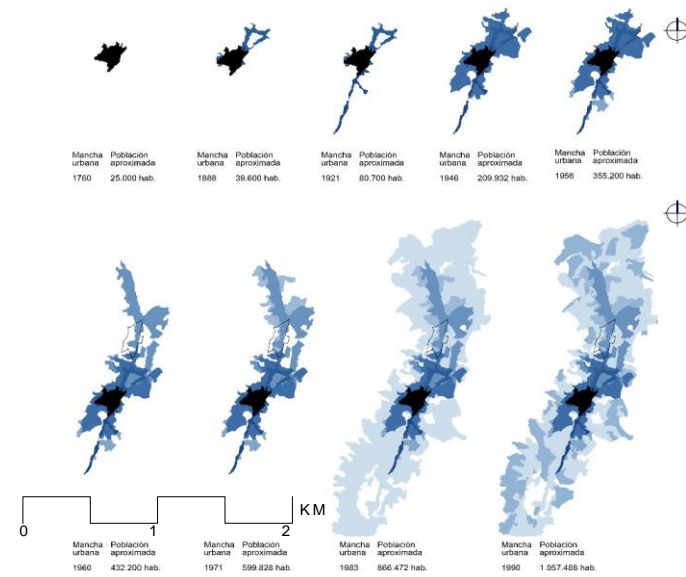 Mancha urbana Población aproximada
1760 25.000 hab.
Mancha urbana Población aproximada
1888 39.600 hab.
Mancha urbana Población aproximada
1921 80.700 hab.
Mancha urbana Población aproximada
1946 209.932 hab.
Mancha urbana Población aproximada
1956 355.200 hab.
KM
0 1 2
Mancha urbana Población aproximada
1960 432.200 hab.
Mancha urbana Población aproximada
1971 599.828 hab.
Mancha urbana Población aproximada
1983 866.472 hab.
Mancha urbana Población aproximada
1990 1.057.488 hab.